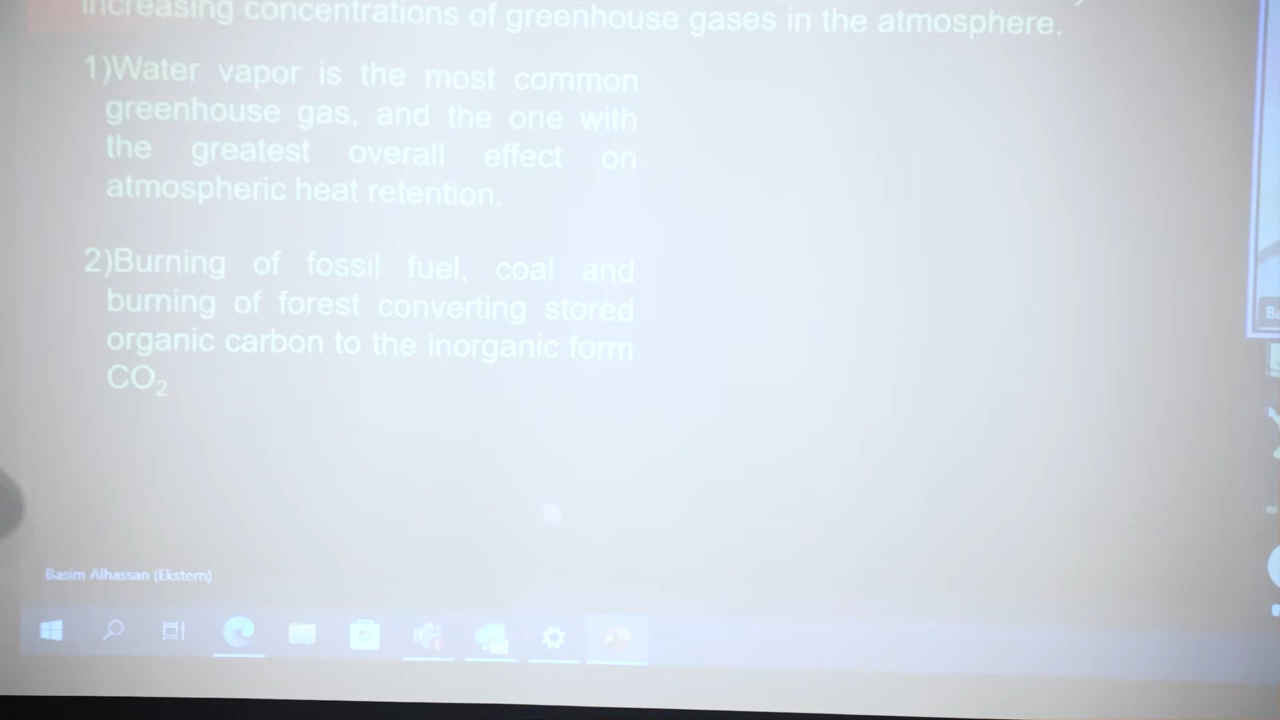 increasing concentrations of greenhouse gases in the atmosphere.
1)Water vapor is the most common
greenhouse gas, and the one with
the greatest overall effect on
atmospheric heat retention.
2)Burning of fossil fuel, coal and
burning of forest converting stored
organic carbon to the inorganic form
CO₂
Basim Alhassan (Ekstern)